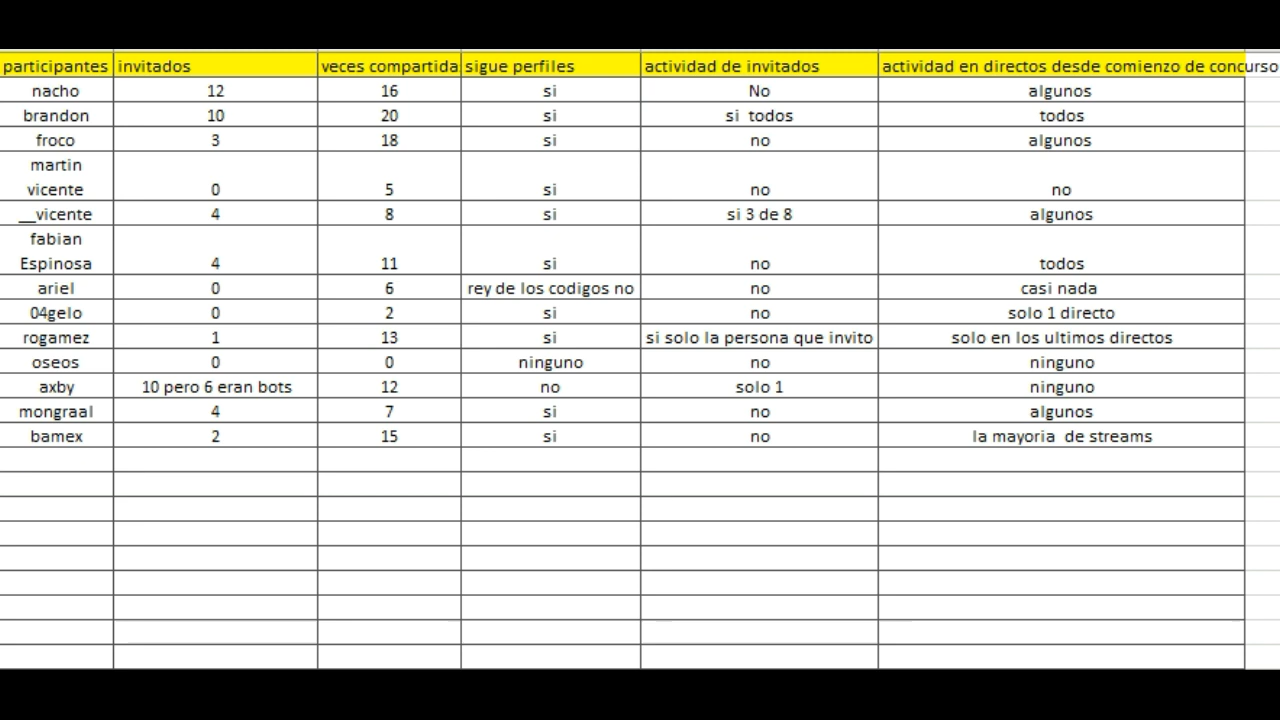 participantes invitados veces compartida sigue perfiles actividad de invitados actividad en directos desde comienzo de concurso
nacho 12 16 si No algunos
brandon 10 20 si si todos todos
froco 3 18 si no algunos
martin
vicente 0 5 si no no
__vicente 4 8 si si 3 de 8 algunos
fabian
Espinosa 4 11 si no todos
ariel 0 6 rey de los codigos no no casi nada
04gelo 0 2 si no solo 1 directo
rogamez 1 13 si si solo la persona que invito solo en los ultimos directos
oseos 0 0 ninguno no ninguno
axby 10 pero 6 eran bots 12 no solo 1 ninguno
mongraal 4 7 si no algunos
bamex 2 15 si no la mayoria de streams